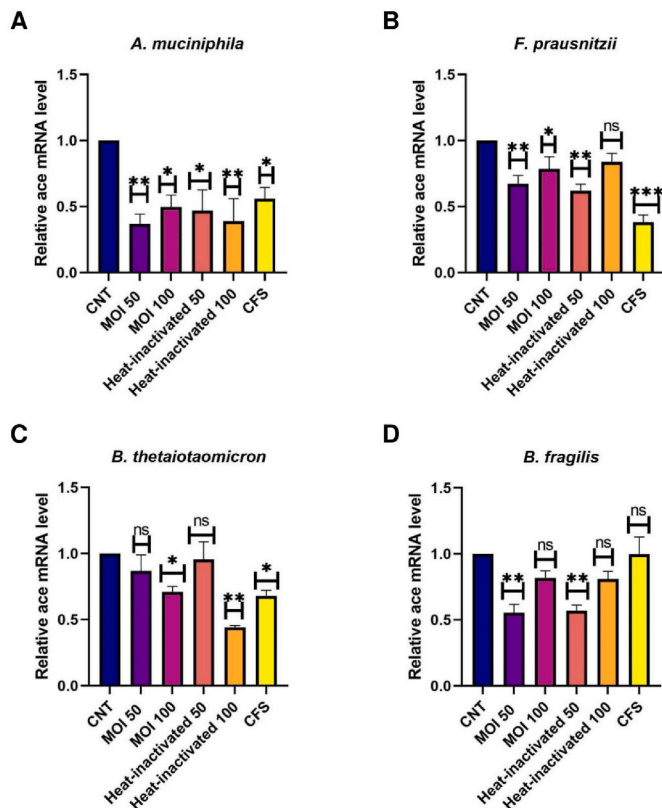 A
A. muciniphila
Relative ace mRNA level
1.5
1.0
0.5
0.0
**
*
*
**
*
CNT
MOI 50
MOI 100
Heat-inactivated 50
Heat-inactivated 100
CFS
B
F. prausnitzii
Relative ace mRNA level
1.5
1.0
0.5
0.0
**
*
**
ns
***
CNT
MOI 50
MOI 100
Heat-inactivated 50
Heat-inactivated 100
CFS
C
B. thetaiotaomicron
Relative ace mRNA level
1.5
1.0
0.5
0.0
ns
*
ns
**
*
CNT
MOI 50
MOI 100
Heat-inactivated 50
Heat-inactivated 100
CFS
D
B. fragilis
Relative ace mRNA level
1.5
1.0
0.5
0.0
**
ns
**
ns
ns
CNT
MOI 50
MOI 100
Heat-inactivated 50
Heat-inactivated 100
CFS